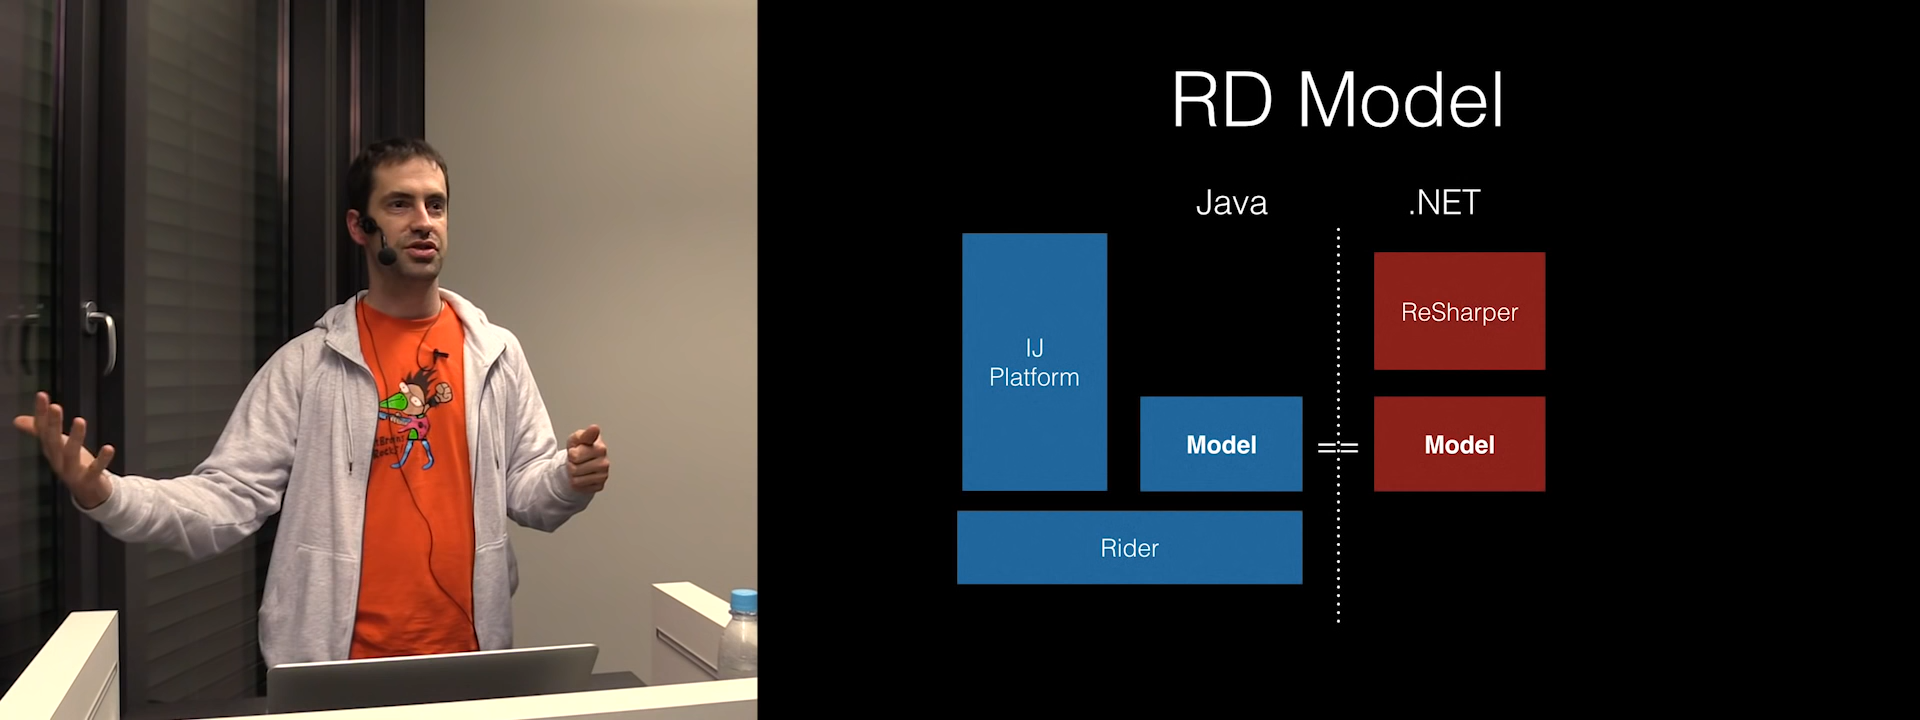 RD Model
Java
.NET
IJ
Platform
ReSharper
Model
==
Model
Rider